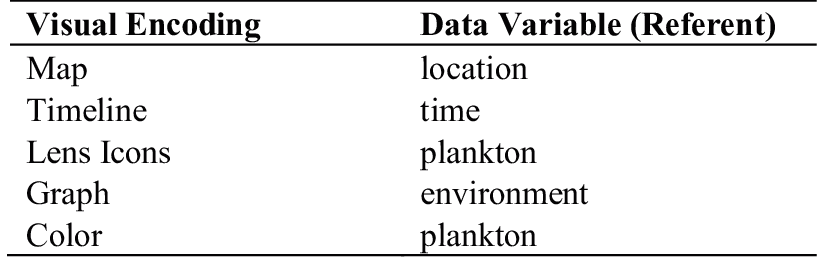 Visual Encoding Data Variable (Referent)
Map location
Timeline time
Lens Icons plankton
Graph environment
Color plankton